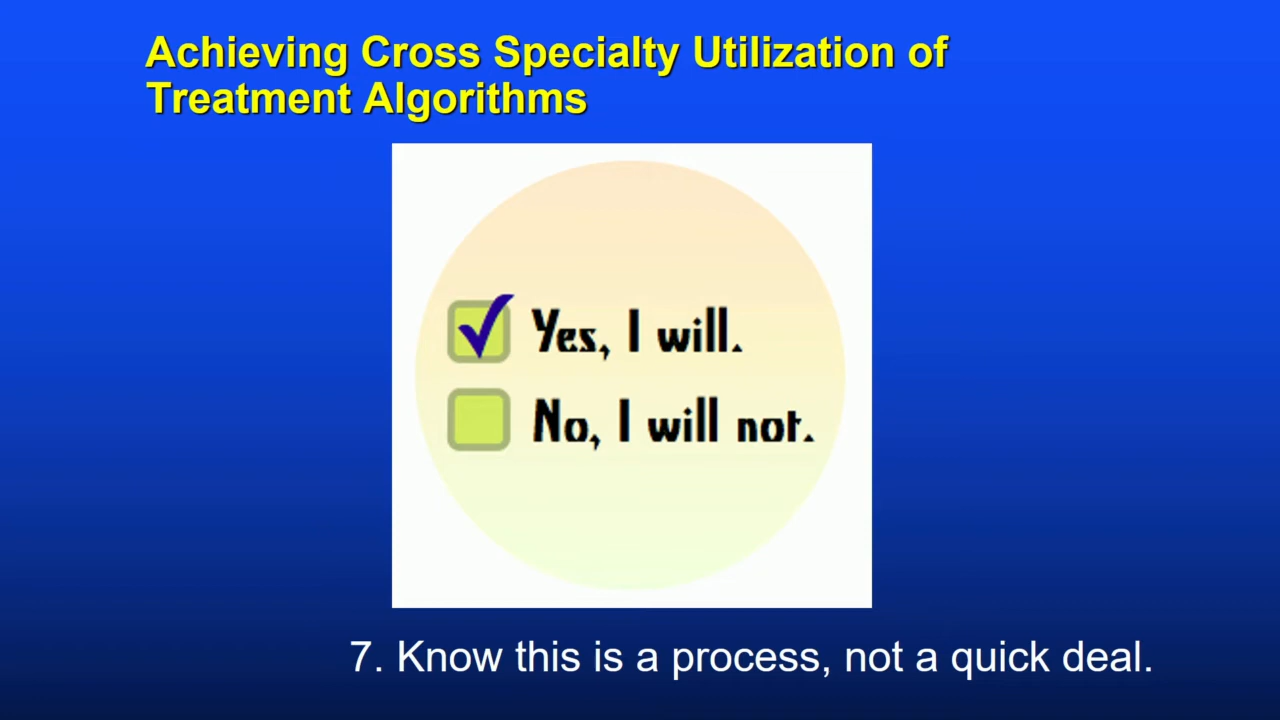 Achieving Cross Specialty Utilization of
Treatment Algorithms
Yes, I will.
No, I will not.
7. Know this is a process, not a quick deal.